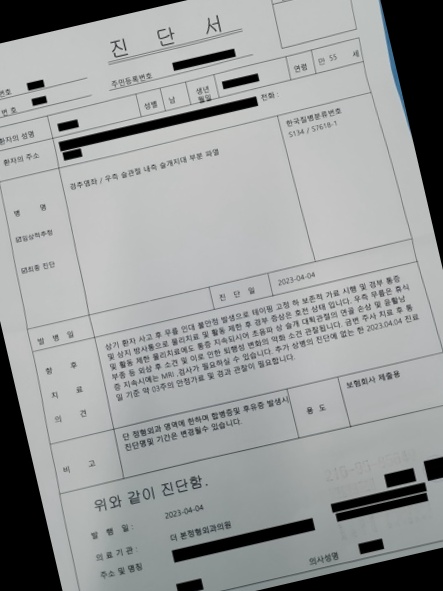 진 단 서
번호
주민등록번호
번 호
환자의 성명
성별 남
생년
월일
연령 만 55 세
환자의 주소
전화 :
병 명
☑임상적추정
☑최종 진단
경추염좌 / 우측 슬관절 내측 슬개지대 부분 파열
한국질병분류번호
S134 / S7618-1
발 병 일
진 단 일
2023-04-04
향 후
치 료
의 견
상기 환자 사고 후 무릎 인대 불안정 발생으로 테이핑 고정 하 보존적 가료 시행 및 경부 통증
및 상지 방사통으로 물리치료 및 활동 제한 후 경부 증상은 호전 상태 입니다. 우측 무릎은 휴식
및 활동 제한 물리치료에도 통증 지속되시어 초음파 상 슬개 대퇴관절의 연골 손상 및 윤활낭
부종 등 외상 후 소견 및 이로 인한 퇴행성 변화의 악화 소견 관찰됩니다. 금번 주사 치료 후 통
증 지속시에는 MRI 검사가 필요하실 수 있습니다. 추가 상병의 진단에 없는 한 2023.04.04 진료
일 기준 약 03주의 안정가료 및 경과 관찰이 필요합니다.
비 고
단 정형외과 영역에 한하며 합병증및 후유증 발생시
진단명및 기간은 변경될수 있습니다.
용 도
보험회사 제출용
위와 같이 진단함.
발 행 일 :
2023-04-04
의 료 기 관 :
더 본정형외과의원
주소 및 명칭
의사성명